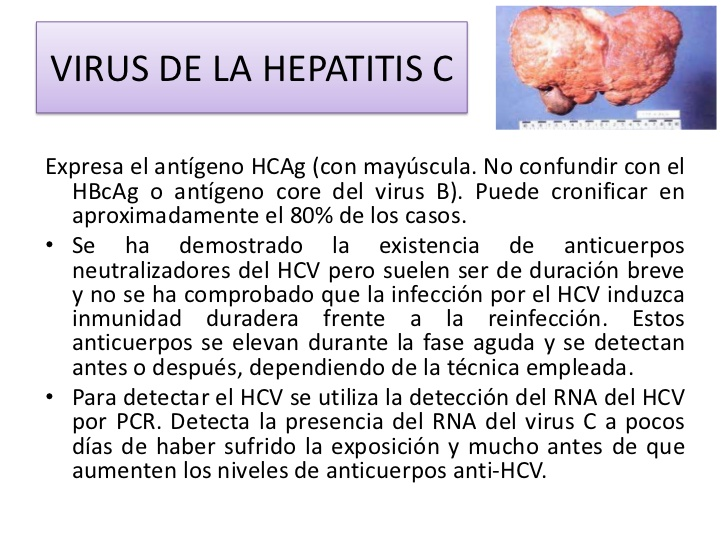 VIRUS DE LA HEPATITIS C
Expresa el antígeno HCAg (con mayúscula. No confundir con el
HBcAg o antígeno core del virus B). Puede cronificar en
aproximadamente el 80% de los casos.
• Se ha demostrado la existencia de anticuerpos
neutralizadores del HCV pero suelen ser de duración breve
y no se ha comprobado que la infección por el HCV induzca
inmunidad duradera frente a la reinfección. Estos
anticuerpos se elevan durante la fase aguda y se detectan
antes o después, dependiendo de la técnica empleada.
• Para detectar el HCV se utiliza la detección del RNA del HCV
por PCR. Detecta la presencia del RNA del virus C a pocos
días de haber sufrido la exposición y mucho antes de que
aumenten los niveles de anticuerpos anti-HCV.